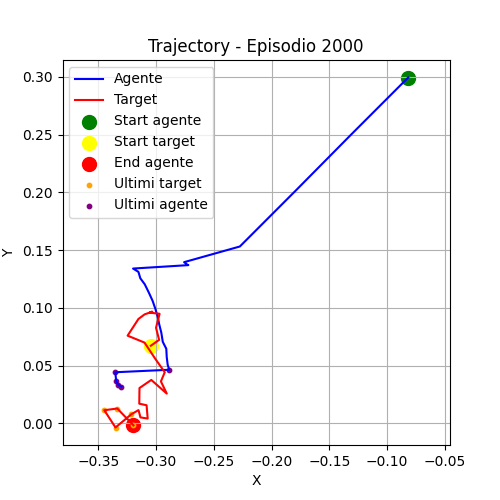 Trajectory - Episodio 2000
Agente
Target
Start agente
Start target
End agente
Ultimi target
Ultimi agente
Y
0.30
0.25
0.20
0.15
0.10
0.05
0.00
−0.35 −0.30 −0.25 −0.20 −0.15 −0.10 −0.05
X